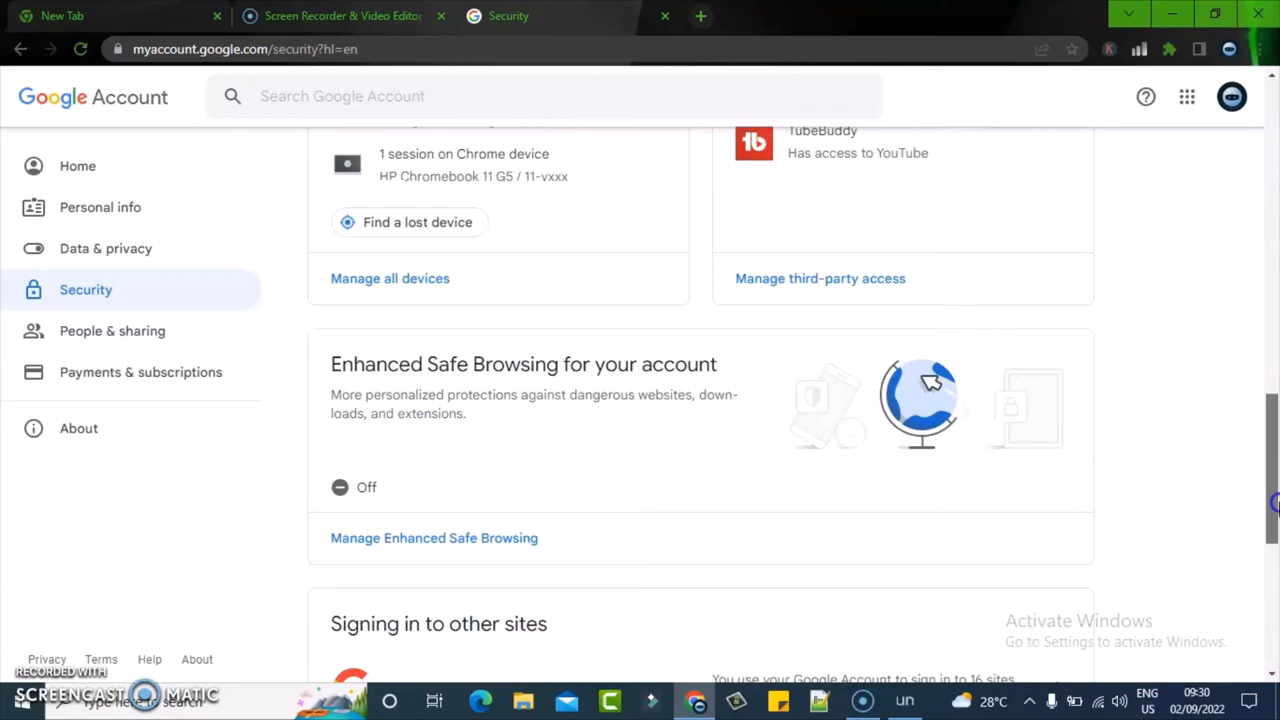 New Tab
Screen Recorder & Video Editor
Security
myaccount.google.com/security?hl=en
Google Account
Search Google Account
Home
Personal info
Data & privacy
Security
People & sharing
Payments & subscriptions
About
1 session on Chrome device
HP Chromebook 11 G5 / 11-vxxx
Find a lost device
Manage all devices
TubeBuddy
Has access to YouTube
Manage third-party access
Enhanced Safe Browsing for your account
More personalized protections against dangerous websites, down-
loads, and extensions.
Off
Manage Enhanced Safe Browsing
Signing in to other sites
You use your Google Account to sign in to 16 sites
Activate Windows
Go to Settings to activate Windows.
Privacy Terms Help About
RECORDED WITH
SCREENCAST MATIC
Type here to search
un
28°C
ENG
US
09:30
02/09/2022